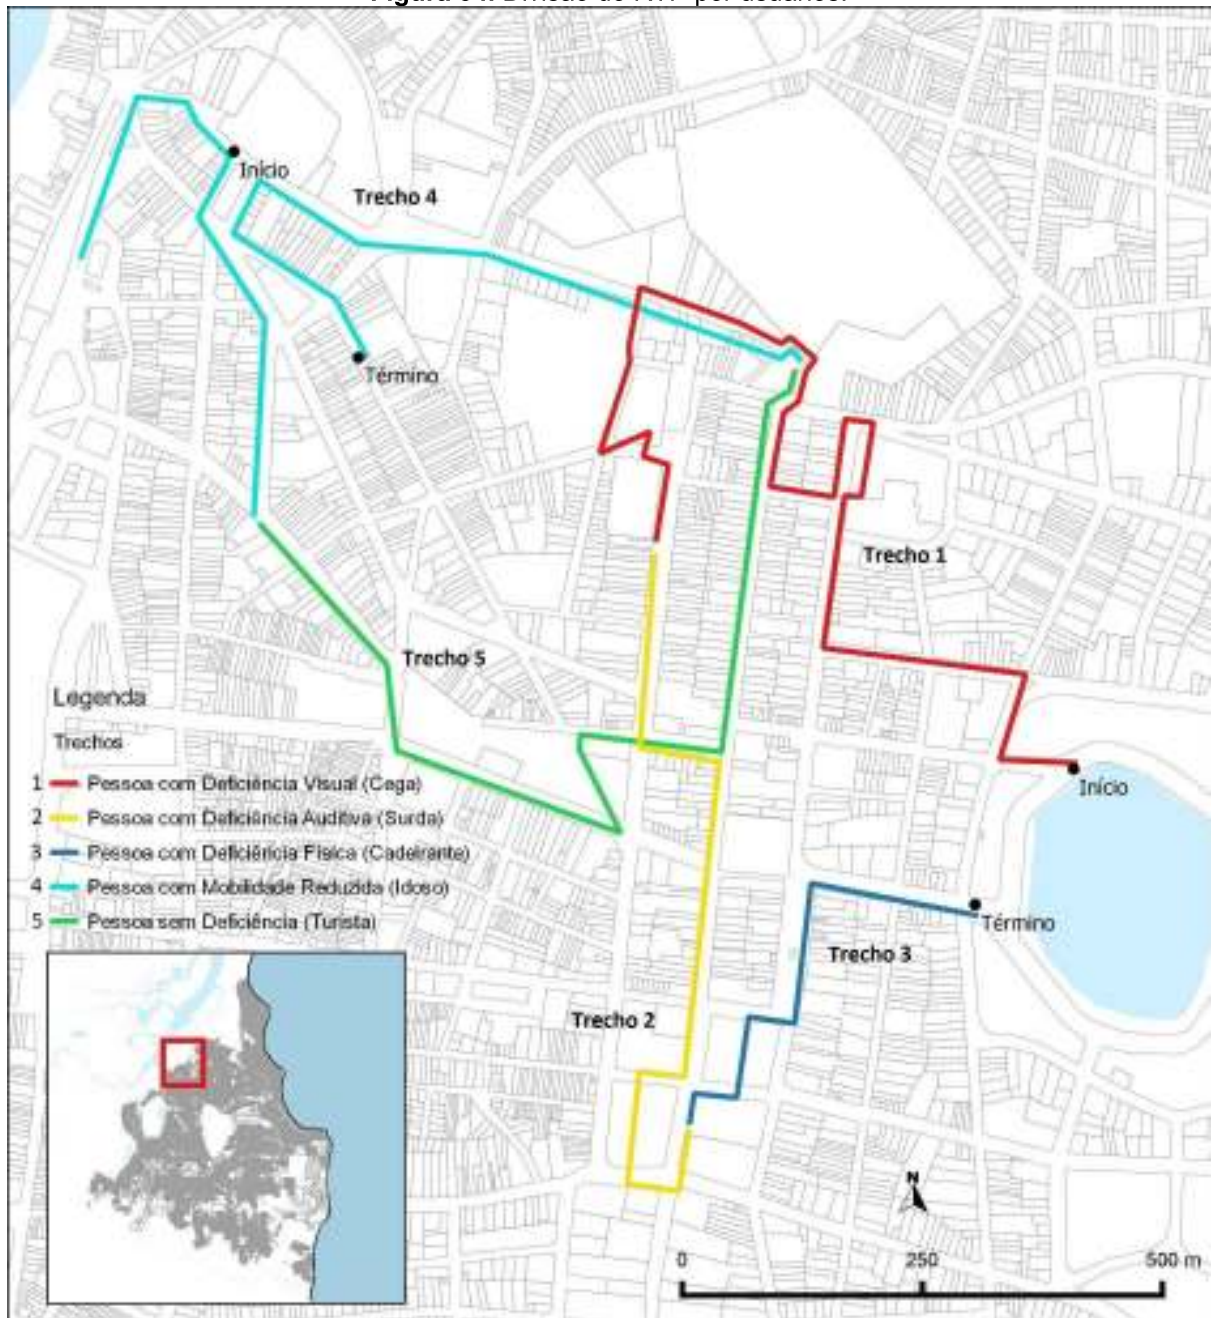 Início
Trecho 4
Término
Trecho 1
Trecho 5
Legenda
Trechos
Início
1 Pessoa com Deficiência Visual (Cega)
2 Pessoa com Deficiência Auditiva (Surda)
3 Pessoa com Deficiência Física (Cadeirante)
4 Pessoa com Mobilidade Reduzida (Idoso)
5 Pessoa sem Deficiência (Turista)
Término
Trecho 3
Trecho 2
N
0 250 500 m